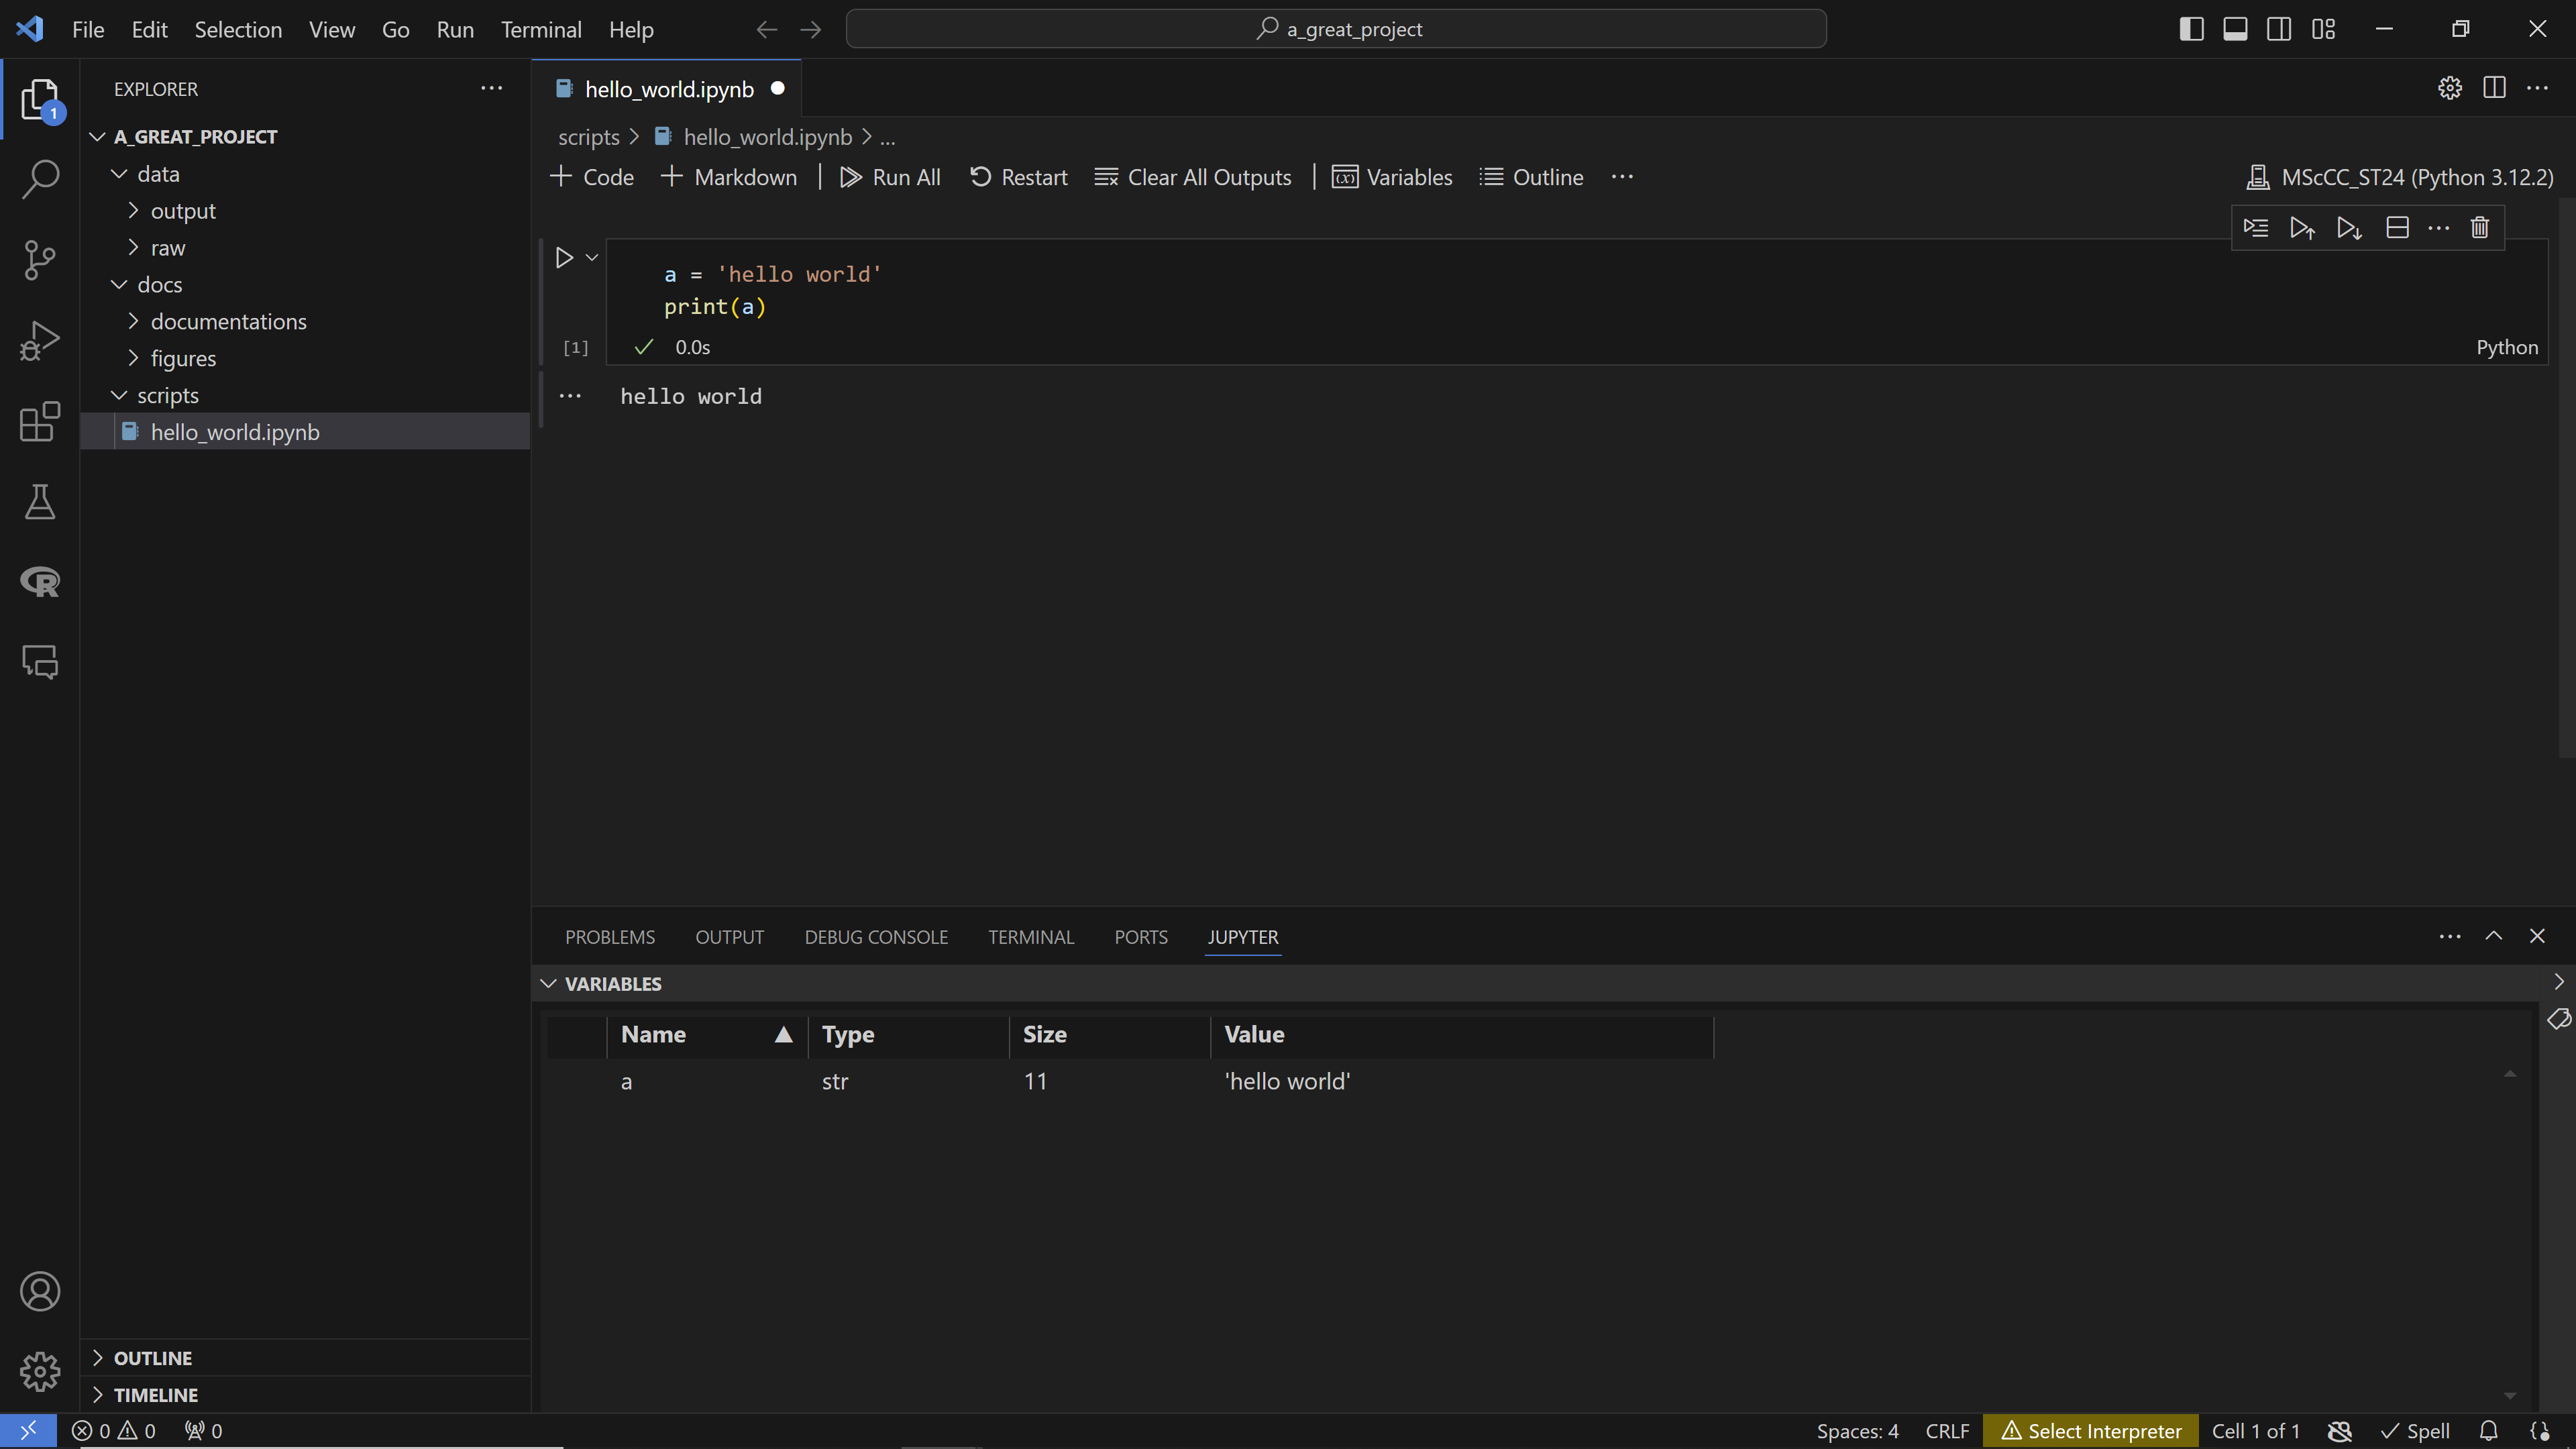 File Edit Selection View Go Run Terminal Help
a_great_project
EXPLORER
1
A_GREAT_PROJECT
data
output
raw
docs
documentations
figures
scripts
hello_world.ipynb
OUTLINE
TIMELINE
hello_world.ipynb
scripts > hello_world.ipynb > ...
Code Markdown Run All Restart Clear All Outputs (x) Variables Outline ...
MScCC_ST24 (Python 3.12.2)
a = 'hello world'
print(a)
[1] 0.0s Python
hello world
PROBLEMS OUTPUT DEBUG CONSOLE TERMINAL PORTS JUPYTER
VARIABLES
Name Type Size Value
a str 11 'hello world'
0 0 0 Spaces: 4 CRLF Select Interpreter Cell 1 of 1 Spell